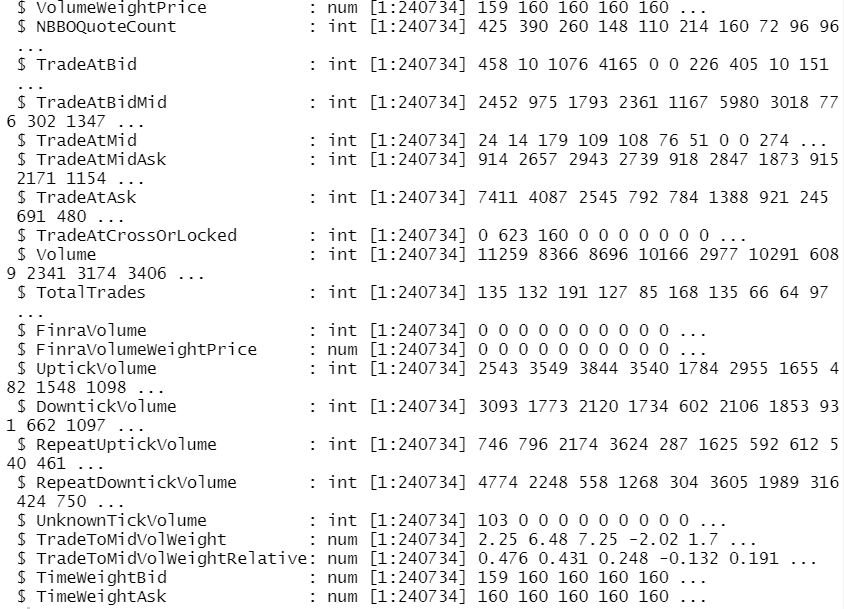 $ VolumeWeightPrice : num [1:240734] 159 160 160 160 160 ...
$ NBBOQuoteCount : int [1:240734] 425 390 260 148 110 214 160 72 96 96
...
$ TradeAtBid : int [1:240734] 458 10 1076 4165 0 0 226 405 10 151
...
$ TradeAtBidMid : int [1:240734] 2452 975 1793 2361 1167 5980 3018 77
6 302 1347 ...
$ TradeAtMid : int [1:240734] 24 14 179 109 108 76 51 0 0 274 ...
$ TradeAtMidAsk : int [1:240734] 914 2657 2943 2739 918 2847 1873 915
2171 1154 ...
$ TradeAtAsk : int [1:240734] 7411 4087 2545 792 784 1388 921 245
691 480 ...
$ TradeAtCrossOrLocked : int [1:240734] 0 623 160 0 0 0 0 0 0 0 ...
$ Volume : int [1:240734] 11259 8366 8696 10166 2977 10291 608
9 2341 3174 3406 ...
$ TotalTrades : int [1:240734] 135 132 191 127 85 168 135 66 64 97
...
$ FinraVolume : int [1:240734] 0 0 0 0 0 0 0 0 0 0 ...
$ FinraVolumeWeightPrice : num [1:240734] 0 0 0 0 0 0 0 0 0 0 ...
$ UptickVolume : int [1:240734] 2543 3549 3844 3540 1784 2955 1655 4
82 1548 1098 ...
$ DowntickVolume : int [1:240734] 3093 1773 2120 1734 602 2106 1853 93
1 662 1097 ...
$ RepeatUptickVolume : int [1:240734] 746 796 2174 3624 287 1625 592 612 5
40 461 ...
$ RepeatDowntickVolume : int [1:240734] 4774 2248 558 1268 304 3605 1989 316
424 750 ...
$ UnknownTickVolume : int [1:240734] 103 0 0 0 0 0 0 0 0 0 ...
$ TradeToMidVolWeight : num [1:240734] 2.25 6.48 7.25 -2.02 1.7 ...
$ TradeToMidVolWeightRelative: num [1:240734] 0.476 0.431 0.248 -0.132 0.191 ...
$ TimeWeightBid : num [1:240734] 159 160 160 160 160 ...
$ TimeWeightAsk : num [1:240734] 160 160 160 160 160 ...